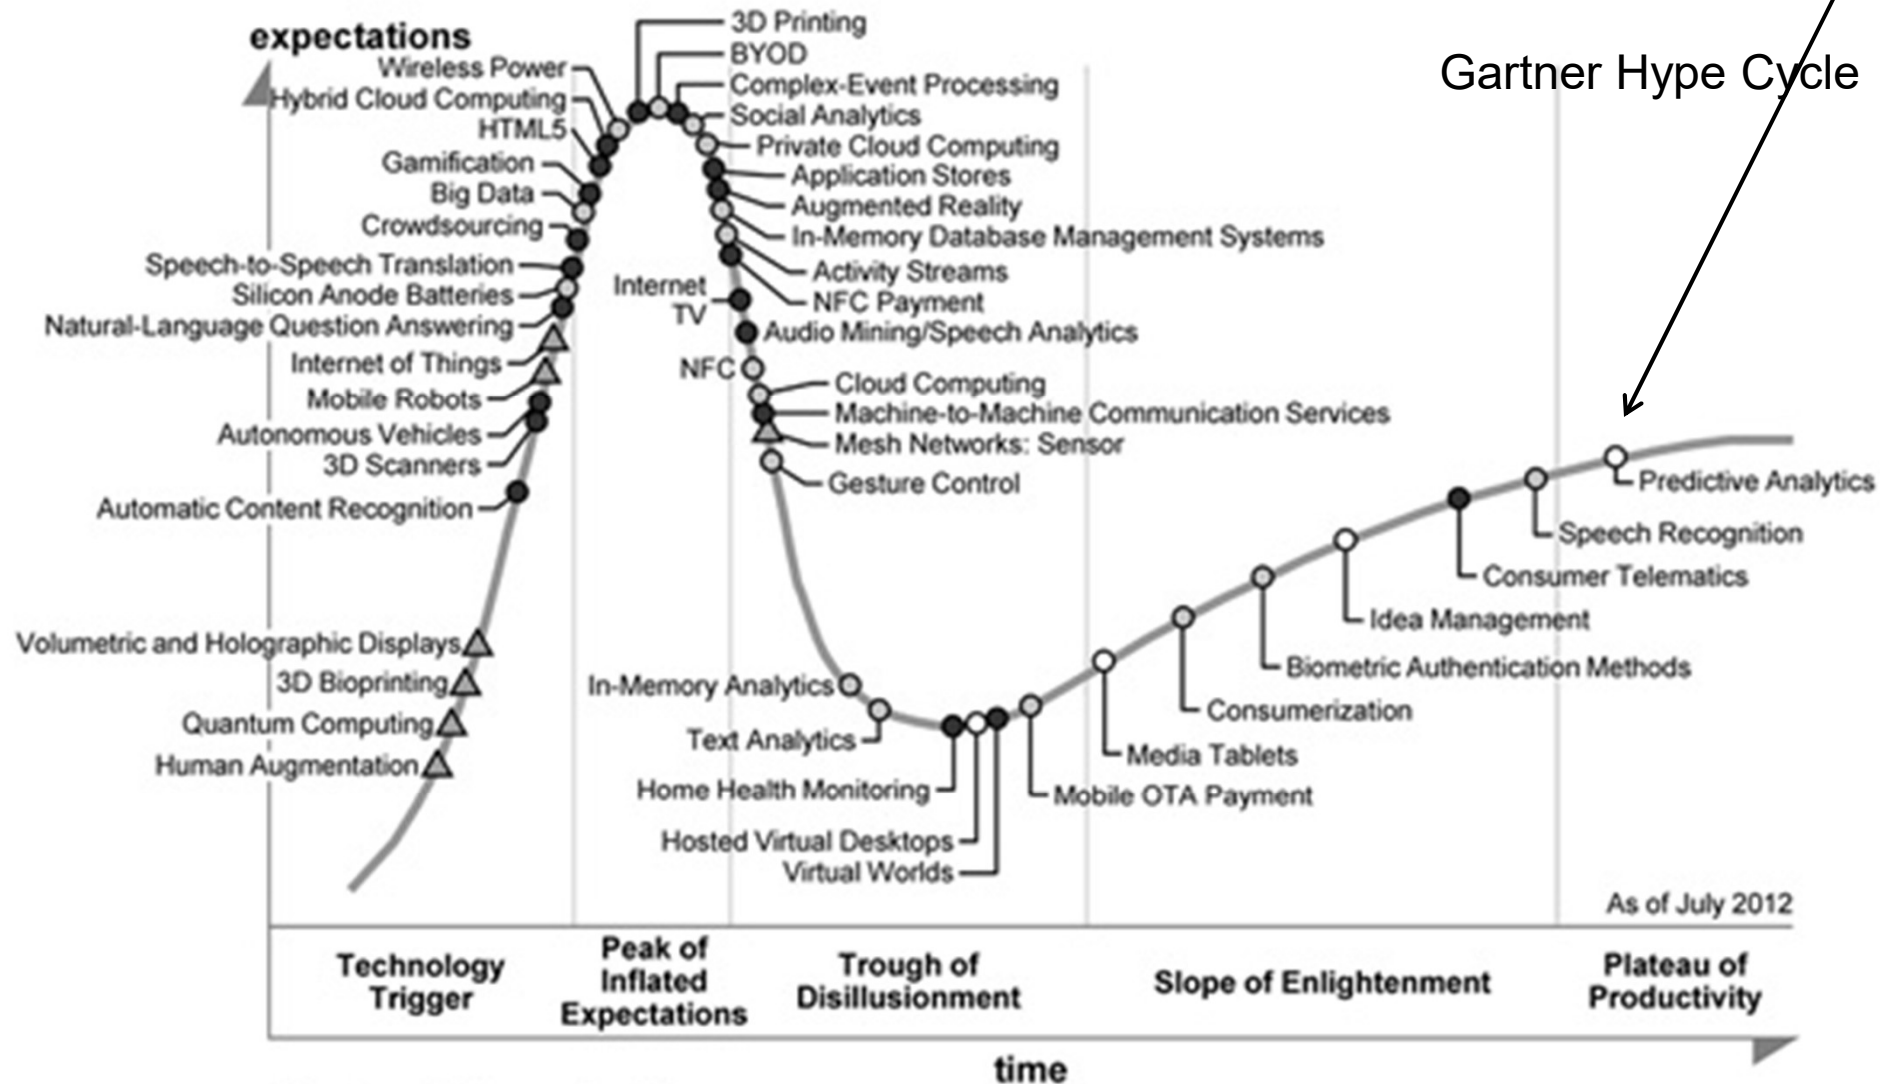 expectations
Gartner Hype Cycle
3D Printing
BYOD
Wireless Power
Complex-Event Processing
Hybrid Cloud Computing
Social Analytics
HTML5
Private Cloud Computing
Gamification
Application Stores
Big Data
Augmented Reality
Crowdsourcing
In-Memory Database Management Systems
Speech-to-Speech Translation
Activity Streams
Silicon Anode Batteries
Internet
TV
NFC Payment
Natural-Language Question Answering
Audio Mining/Speech Analytics
Internet of Things
NFC
Mobile Robots
Cloud Computing
Machine-to-Machine Communication Services
Autonomous Vehicles
Mesh Networks: Sensor
3D Scanners
Gesture Control
Automatic Content Recognition
Predictive Analytics
Speech Recognition
Consumer Telematics
Idea Management
Volumetric and Holographic Displays
Biometric Authentication Methods
3D Bioprinting
In-Memory Analytics
Consumerization
Quantum Computing
Text Analytics
Media Tablets
Human Augmentation
Home Health Monitoring
Mobile OTA Payment
Hosted Virtual Desktops
Virtual Worlds
As of July 2012
Technology
Trigger
Peak of
Inflated
Expectations
Trough of
Disillusionment
Slope of Enlightenment
Plateau of
Productivity
time